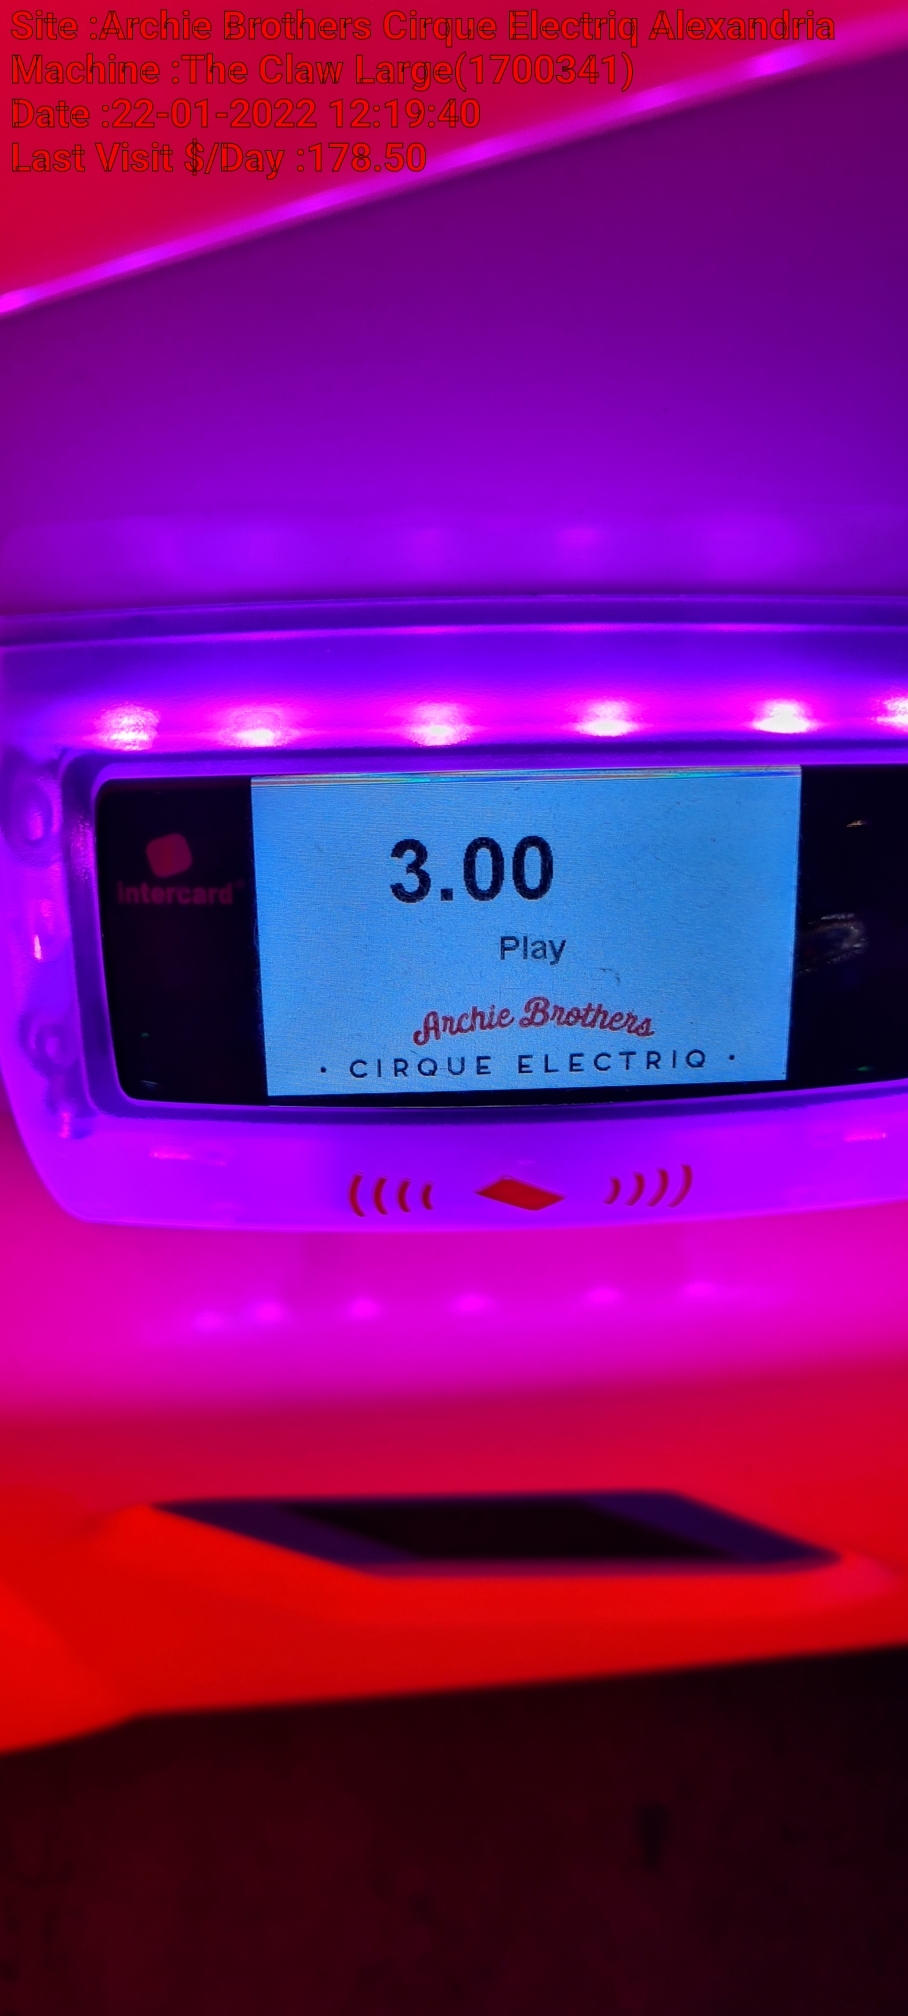 Site :Archie Brothers Cirque Electriq Alexandria
Machine :The Claw Large(1700341)
Date :22-01-2022 12:19:40
Last Visit $/Day :178.50
3.00
intercard
Play
Archie Brothers
• CIRQUE ELECTRIQ •